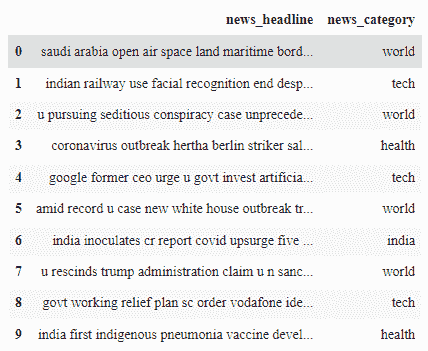 news_headline news_category
0 saudi arabia open air space land maritime bord... world
1 indian railway use facial recognition end desp... tech
2 u pursuing seditious conspiracy case unprecede... world
3 coronavirus outbreak hertha berlin striker sal... health
4 google former ceo urge u govt invest artificia... tech
5 amid record u case new white house outbreak tr... world
6 india inoculates cr report covid upsurge five ... india
7 u rescinds trump administration claim u n sanc... world
8 govt working relief plan sc order vodafone ide... tech
9 india first indigenous pneumonia vaccine devel... health